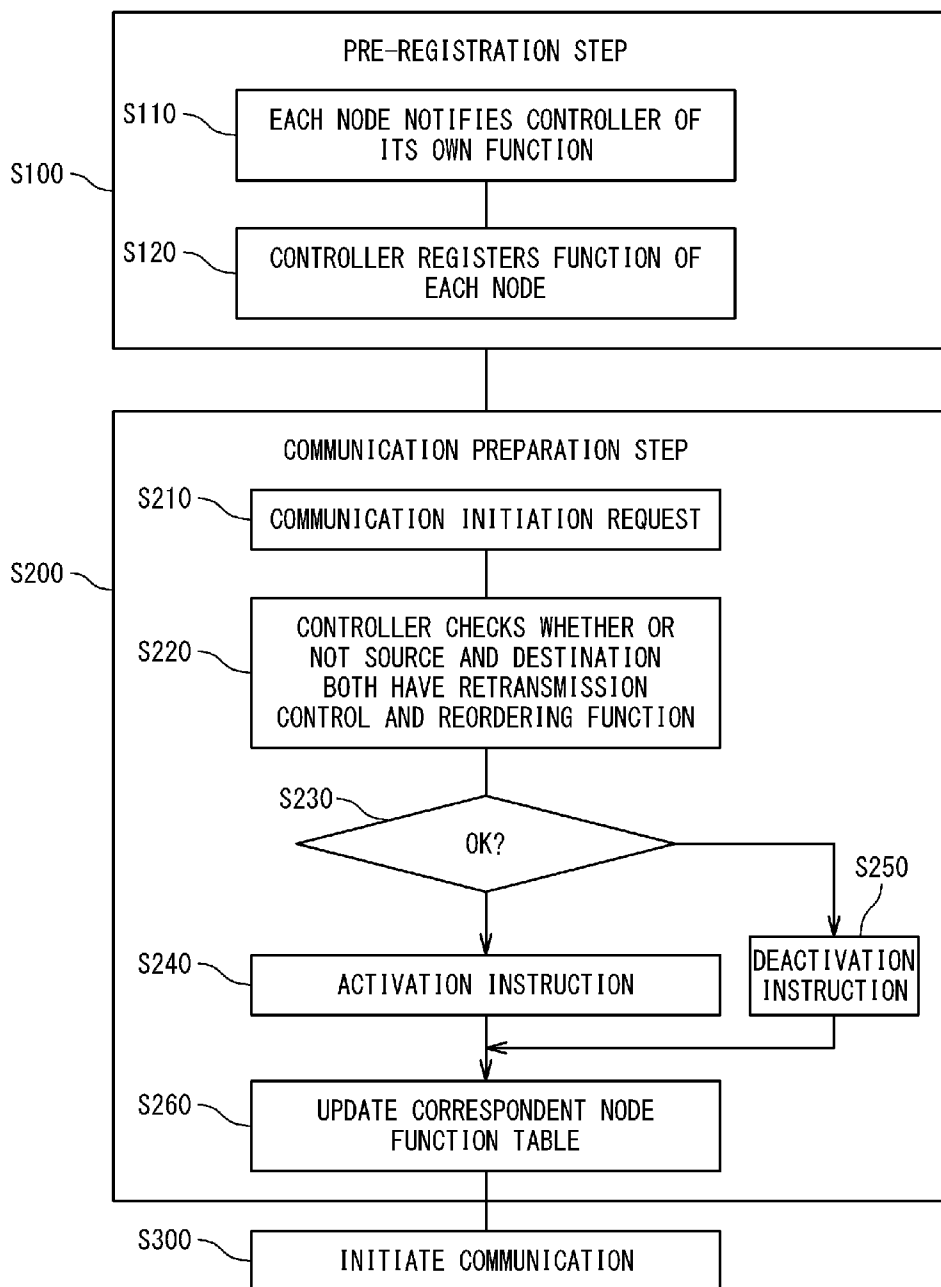 PRE-REGISTRATION STEP
S110
EACH NODE NOTIFIES CONTROLLER OF
ITS OWN FUNCTION
S100
S120
CONTROLLER REGISTERS FUNCTION OF
EACH NODE
COMMUNICATION PREPARATION STEP
S210
COMMUNICATION INITIATION REQUEST
S200
S220
CONTROLLER CHECKS WHETHER OR
NOT SOURCE AND DESTINATION
BOTH HAVE RETRANSMISSION
CONTROL AND REORDERING FUNCTION
S230
OK?
S250
DEACTIVATION
INSTRUCTION
S240
ACTIVATION INSTRUCTION
S260
UPDATE CORRESPONDENT NODE
FUNCTION TABLE
S300
INITIATE COMMUNICATION